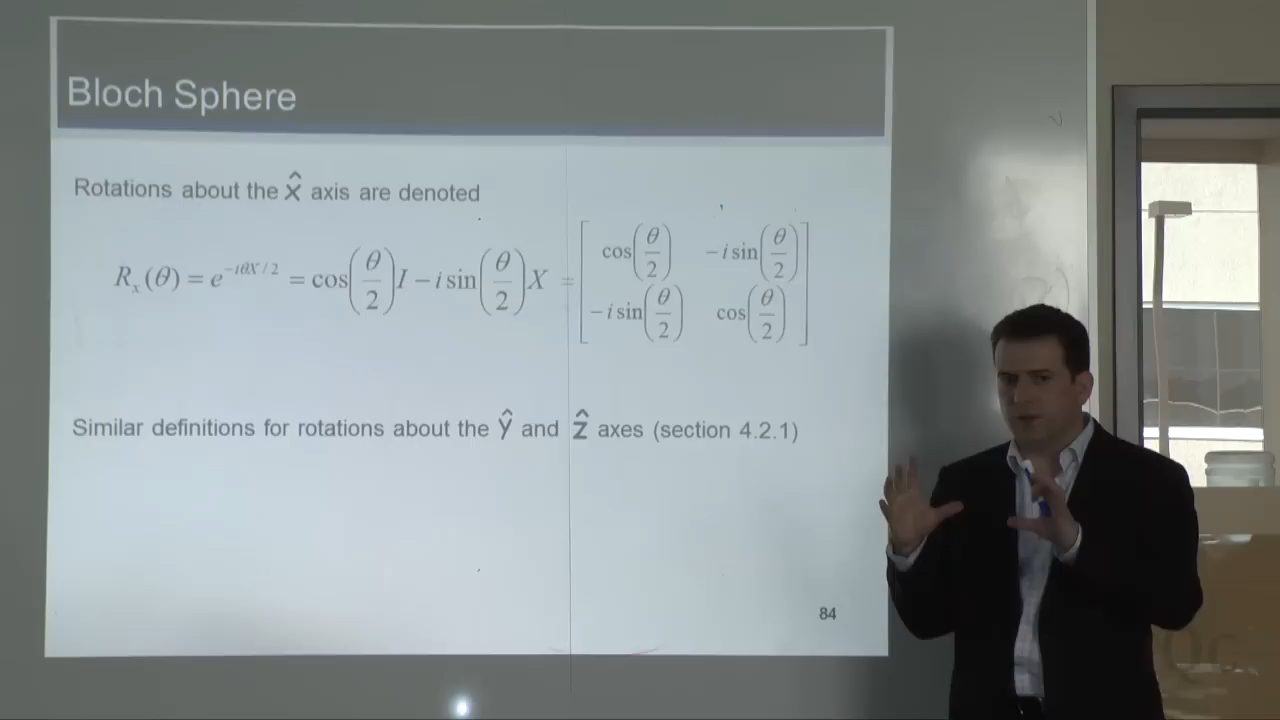 Bloch Sphere
Rotations about the x̂ axis are denoted
Rₓ(θ) = e^{-iθX/2} = cos(θ/2)I − i sin(θ/2)X = [cos(θ/2) −i sin(θ/2)
−i sin(θ/2) cos(θ/2)]
Similar definitions for rotations about the ŷ and ẑ axes (section 4.2.1)
84